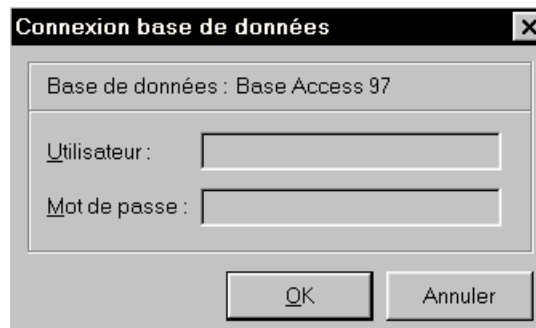 Connexion base de données
Base de données : Base Access 97
Utilisateur :
Mot de passe :
OK
Annuler